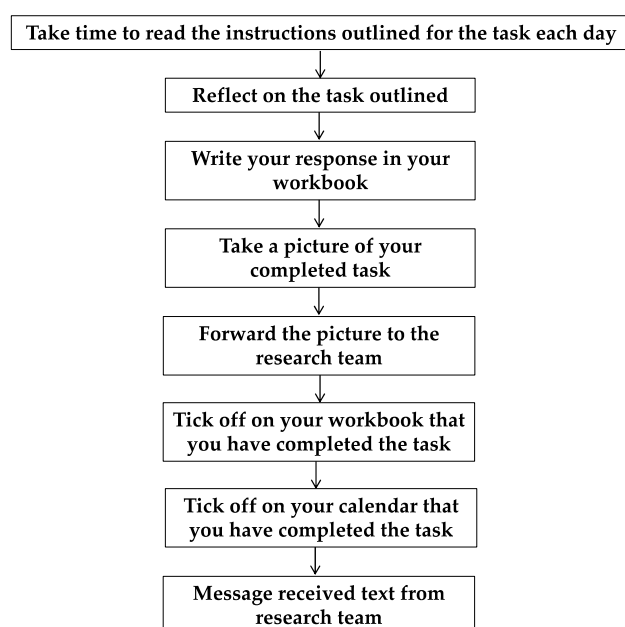 Take time to read the instructions outlined for the task each day
Reflect on the task outlined
Write your response in your
workbook
Take a picture of your
completed task
Forward the picture to the
research team
Tick off on your workbook that
you have completed the task
Tick off on your calendar that
you have completed the task
Message received text from
research team